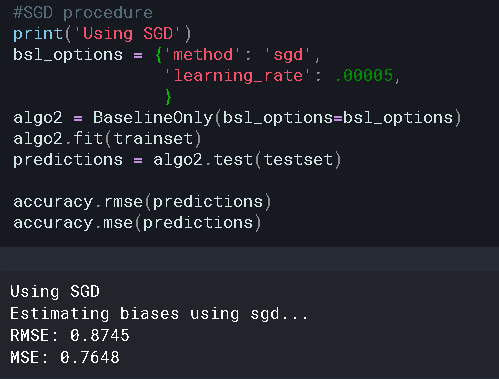 #SGD procedure
print('Using SGD')
bsl_options = {'method': 'sgd',
               'learning_rate': .00005,
               }
algo2 = BaselineOnly(bsl_options=bsl_options)
algo2.fit(trainset)
predictions = algo2.test(testset)

accuracy.rmse(predictions)
accuracy.mse(predictions)

Using SGD
Estimating biases using sgd...
RMSE: 0.8745
MSE: 0.7648